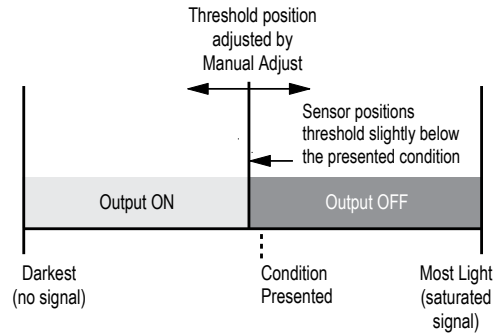 Threshold position
adjusted by
Manual Adjust
Sensor positions
threshold slightly below
the presented condition
Output ON
Output OFF
Darkest
(no signal)
Condition
Presented
Most Light
(saturated
signal)